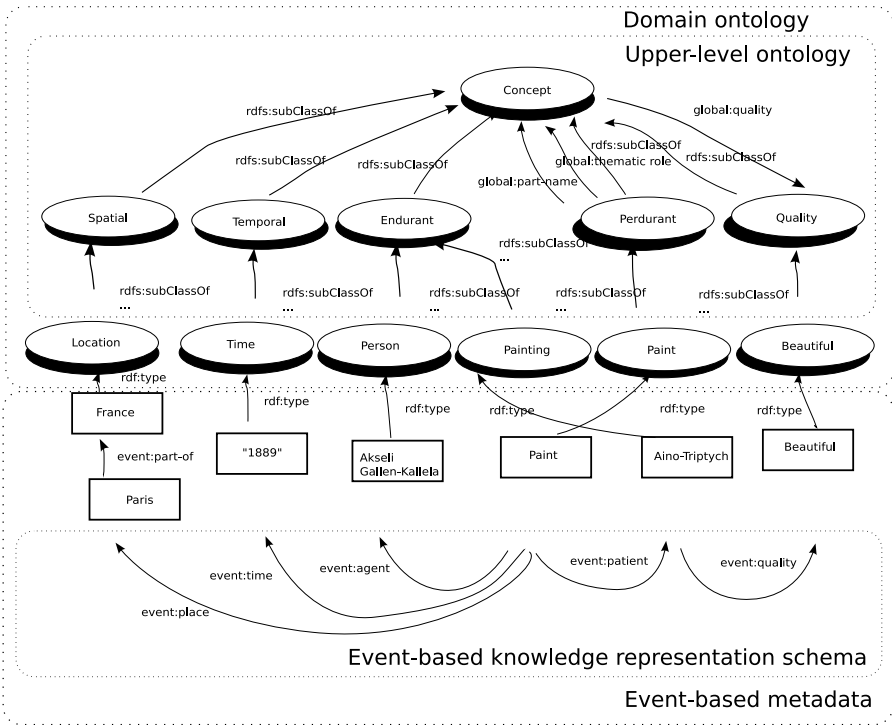 Domain ontology
Upper-level ontology
Concept
rdfs:subClassOf
global:quality
rdfs:subClassOf
rdfs:subClassOf
rdfs:subClassOf
global:thematic role
rdfs:subClassOf
rdfs:subClassOf
global:part-name
Spatial
Temporal
Endurant
Perdurant
Quality
rdfs:subClassOf
...
rdfs:subClassOf
...
rdfs:subClassOf
...
rdfs:subClassOf
...
rdfs:subClassOf
...
rdfs:subClassOf
...
Location
Time
Person
Painting
Paint
Beautiful
rdf:type
rdf:type
rdf:type
rdf:type
rdf:type
rdf:type
France
event:part-of
"1889"
Akseli
Gallen-Kallela
Paint
Aino-Triptych
Beautiful
Paris
event:time
event:agent
event:patient
event:quality
event:place
Event-based knowledge representation schema
Event-based metadata